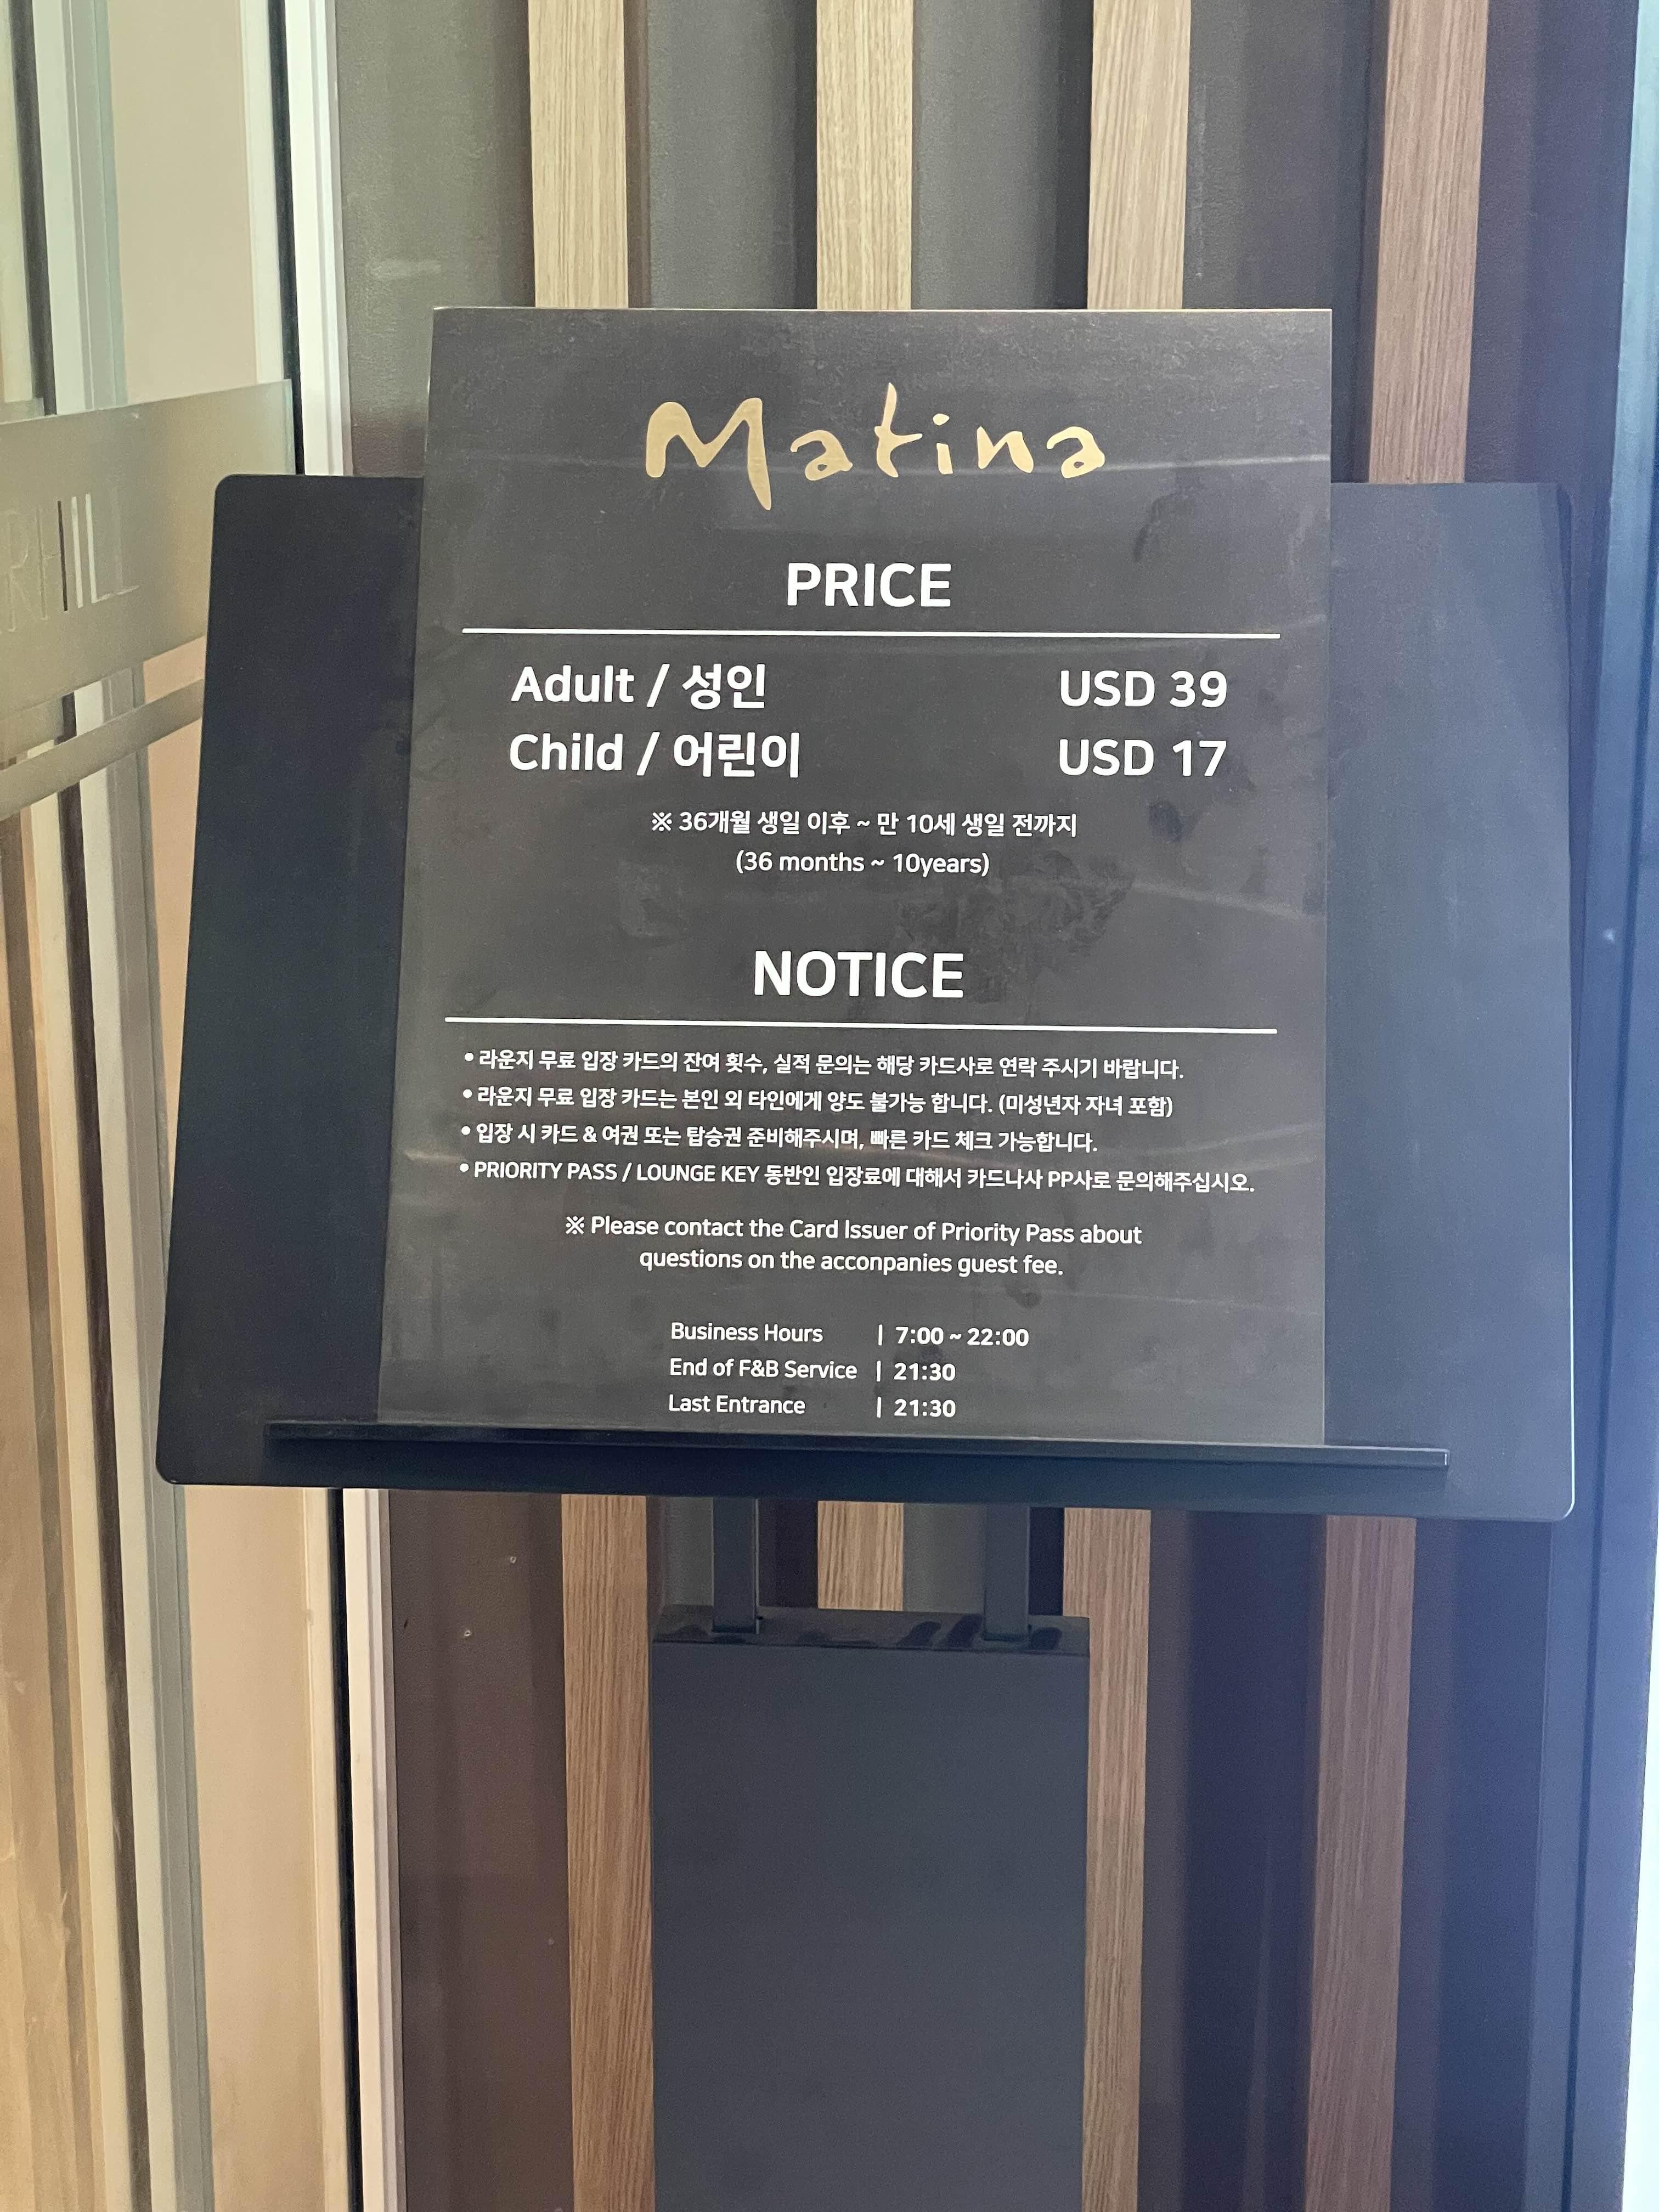 Matina
PRICE
Adult / 성인 USD 39
Child / 어린이 USD 17
※ 36개월 생일 이후 ~ 만 10세 생일 전까지
(36 months ~ 10years)
NOTICE
• 라운지 무료 입장 카드의 잔여 횟수, 실적 문의는 해당 카드사로 연락 주시기 바랍니다.
• 라운지 무료 입장 카드는 본인 외 타인에게 양도 불가능 합니다. (미성년자 자녀 포함)
• 입장 시 카드 & 여권 또는 탑승권 준비해주시며, 빠른 카드 체크 가능합니다.
• PRIORITY PASS / LOUNGE KEY 동반인 입장료에 대해서 카드나사 PP사로 문의해주십시오.
※ Please contact the Card Issuer of Priority Pass about
questions on the acconpanies guest fee.
Business Hours | 7:00 ~ 22:00
End of F&B Service | 21:30
Last Entrance | 21:30